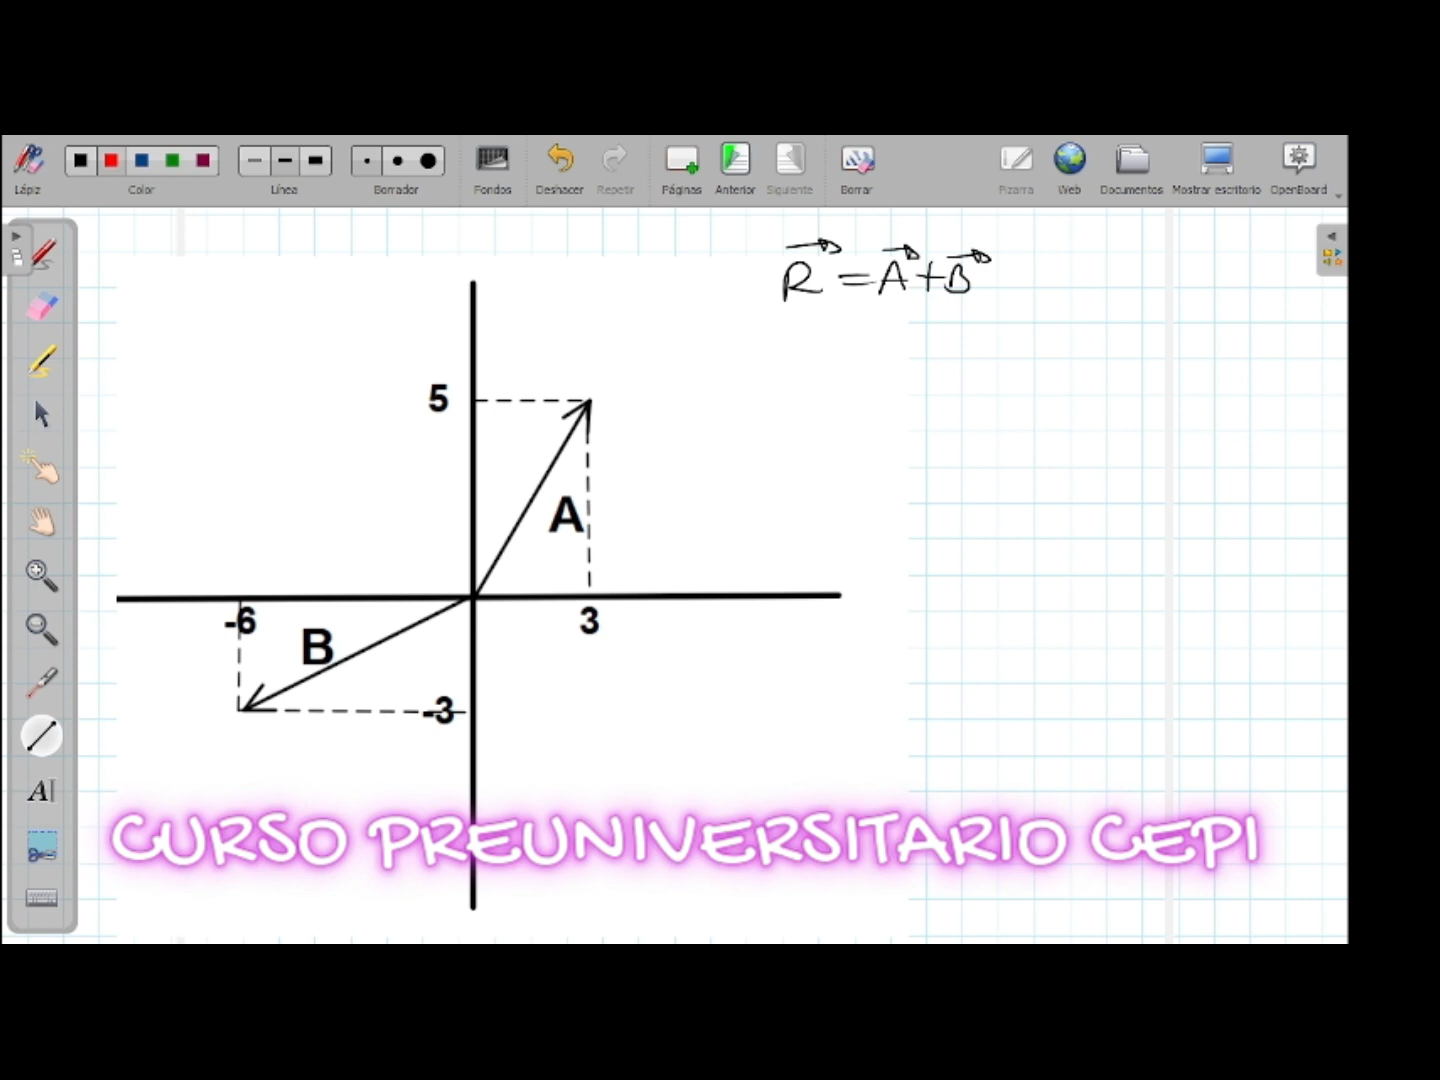 Lápiz Color Línea Borrador Fondos Deshacer Repetir Páginas Anterior Siguiente Borrar Pizarra Web Documentos Mostrar escritorio OpenBoard
R = A + B
5
A
-6 3
B
-3
CURSO PREUNIVERSITARIO CEPI